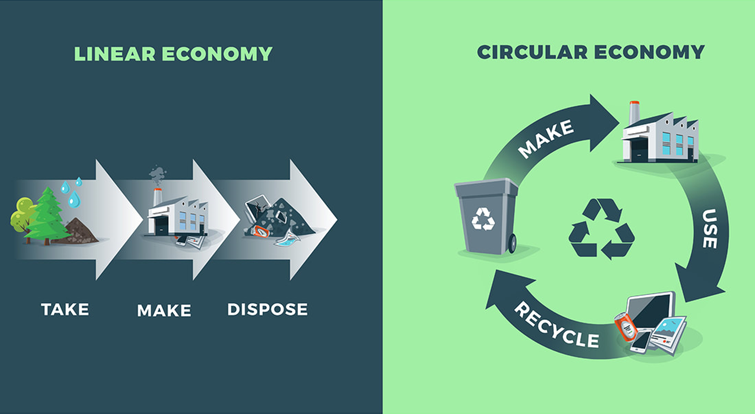 LINEAR ECONOMY
TAKE
MAKE
DISPOSE
CIRCULAR ECONOMY
MAKE
USE
RECYCLE